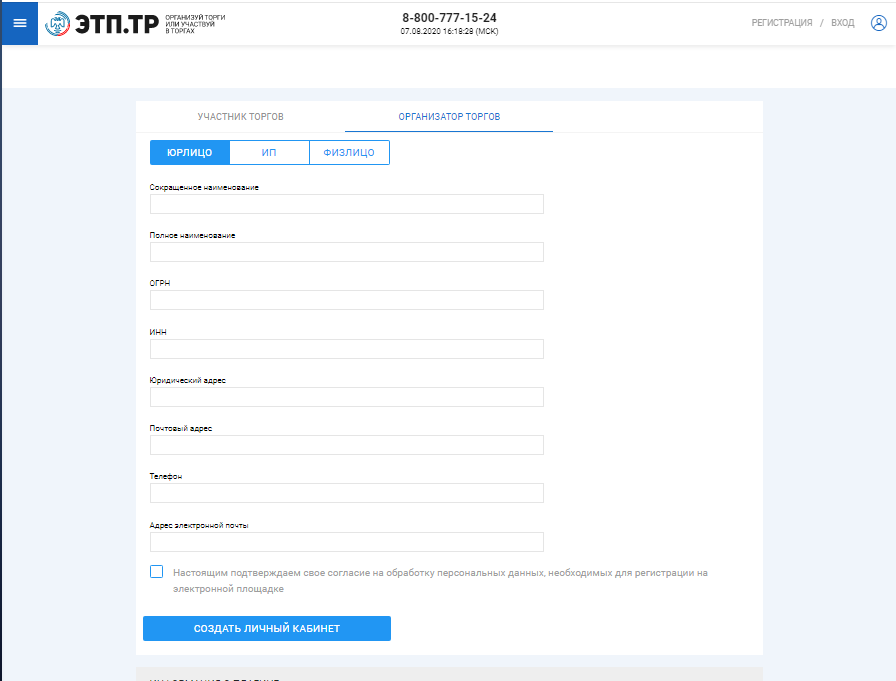 ЭТП.ТР
ОРГАНИЗУЙ ТОРГИ
ИЛИ УЧАСТВУЙ
В ТОРГАХ
8-800-777-15-24
07.08.2020 16:18:28 (МСК)
РЕГИСТРАЦИЯ / ВХОД
УЧАСТНИК ТОРГОВ
ОРГАНИЗАТОР ТОРГОВ
ЮРЛИЦО
ИП
ФИЗЛИЦО
Сокращенное наименование
Полное наименование
ОГРН
ИНН
Юридический адрес
Почтовый адрес
Телефон
Адрес электронной почты
Настоящим подтверждаем свое согласие на обработку персональных данных, необходимых для регистрации на
электронной площадке
СОЗДАТЬ ЛИЧНЫЙ КАБИНЕТ